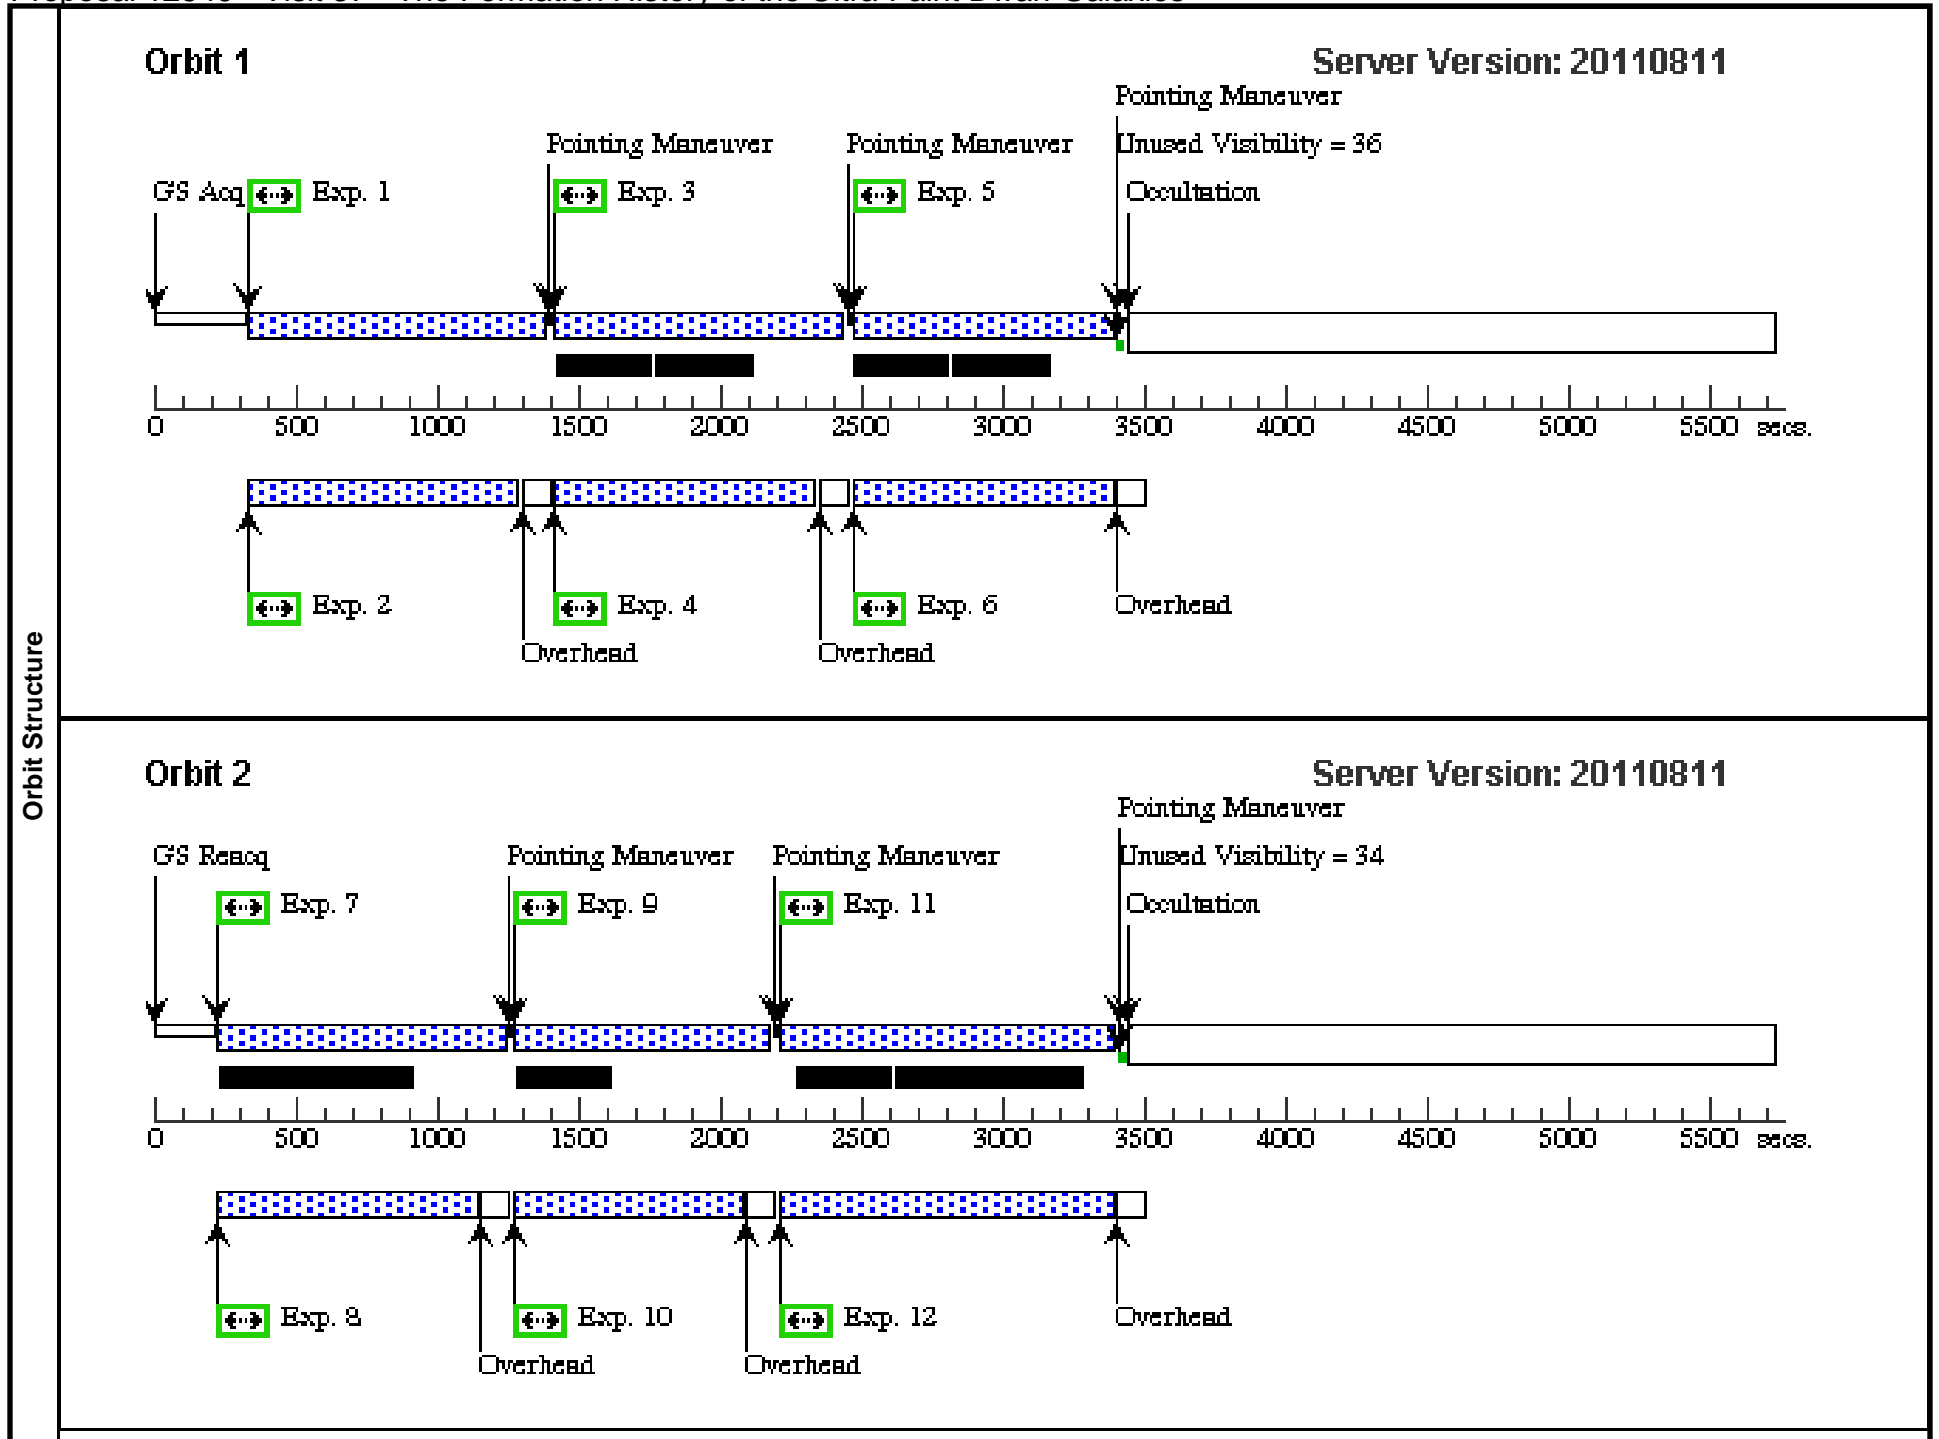 Orbit 1
Server Version: 20110811
Pointing Maneuver
Pointing Maneuver Pointing Maneuver Unused Visibility = 36
GS Acq Exp. 1 Exp. 3 Exp. 5 Occultation
0 500 1000 1500 2000 2500 3000 3500 4000 4500 5000 5500 secs.
Exp. 2 Exp. 4 Exp. 6 Overhead
Overhead Overhead
Orbit Structure
Orbit 2
Server Version: 20110811
Pointing Maneuver
GS Reacq Pointing Maneuver Pointing Maneuver Unused Visibility = 34
Exp. 7 Exp. 9 Exp. 11 Occultation
0 500 1000 1500 2000 2500 3000 3500 4000 4500 5000 5500 secs.
Exp. 8 Exp. 10 Exp. 12 Overhead
Overhead Overhead